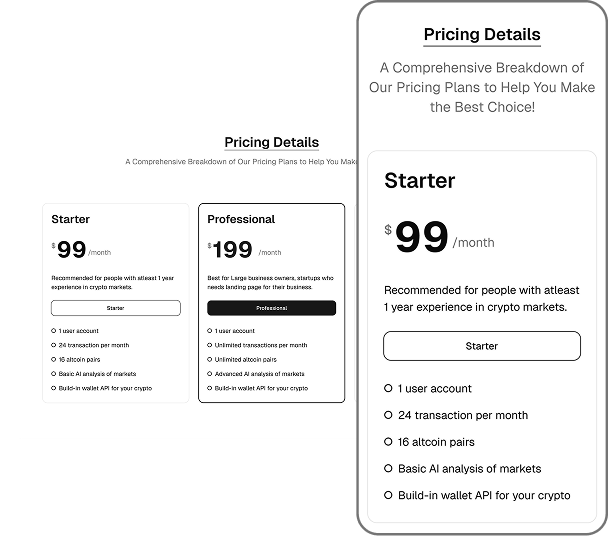 Pricing Details
A Comprehensive Breakdown of Our Pricing Plans to Help You Make
Starter
$99 /month
Recommended for people with atleast 1 year
experience in crypto markets.
Starter
1 user account
24 transaction per month
16 altcoin pairs
Basic AI analysis of markets
Build-in wallet API for your crypto
Professional
$199 /month
Best for Large business owners, startups who
needs landing page for their business.
Professional
1 user account
Unlimited transactions per month
Unlimited altcoin pairs
Advanced AI analysis of markets
Build-in wallet API for your crypto
Pricing Details
A Comprehensive Breakdown of
Our Pricing Plans to Help You Make
the Best Choice!
Starter
$99 /month
Recommended for people with atleast
1 year experience in crypto markets.
Starter
1 user account
24 transaction per month
16 altcoin pairs
Basic AI analysis of markets
Build-in wallet API for your crypto